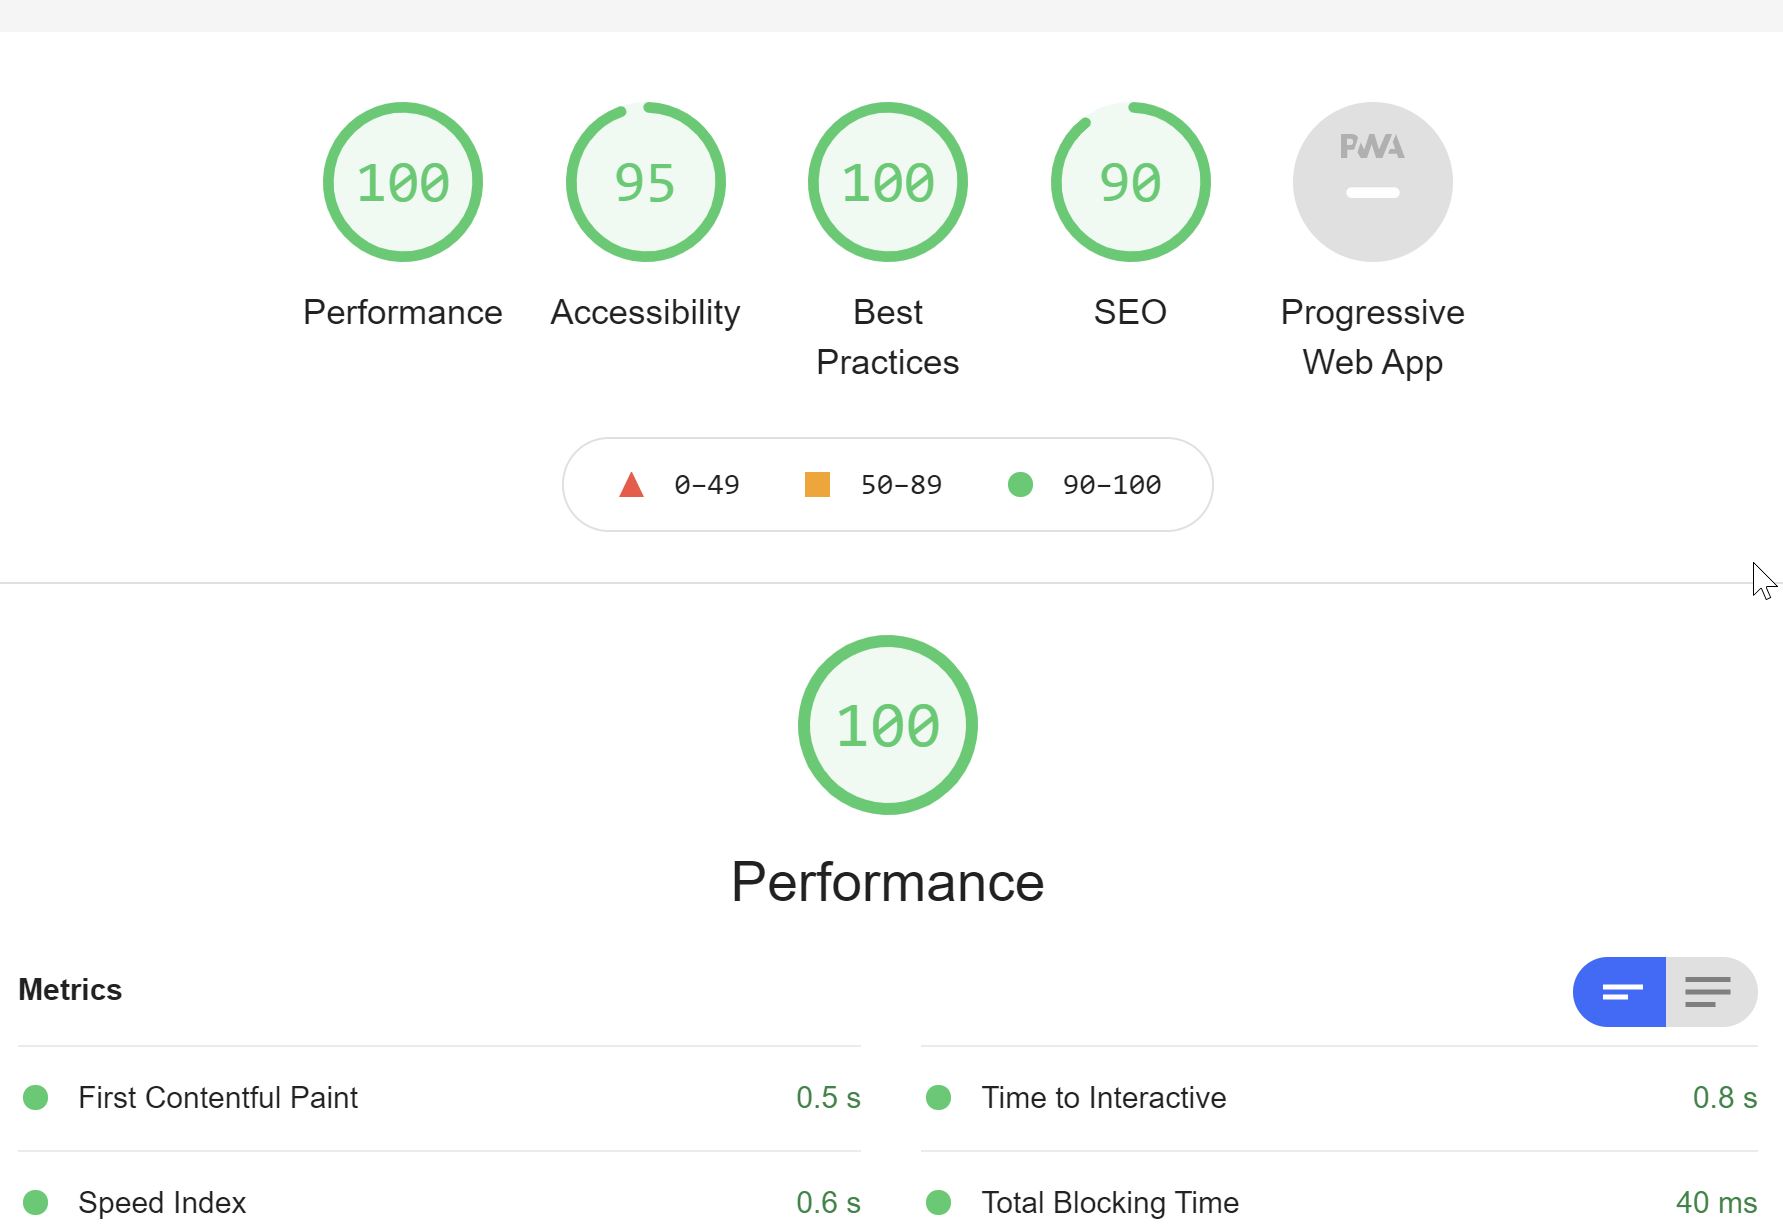 100
95
100
90
PWA
Performance
Accessibility
Best
Practices
SEO
Progressive
Web App
0–49
50–89
90–100
100
Performance
Metrics
First Contentful Paint 0.5 s
Time to Interactive 0.8 s
Speed Index 0.6 s
Total Blocking Time 40 ms